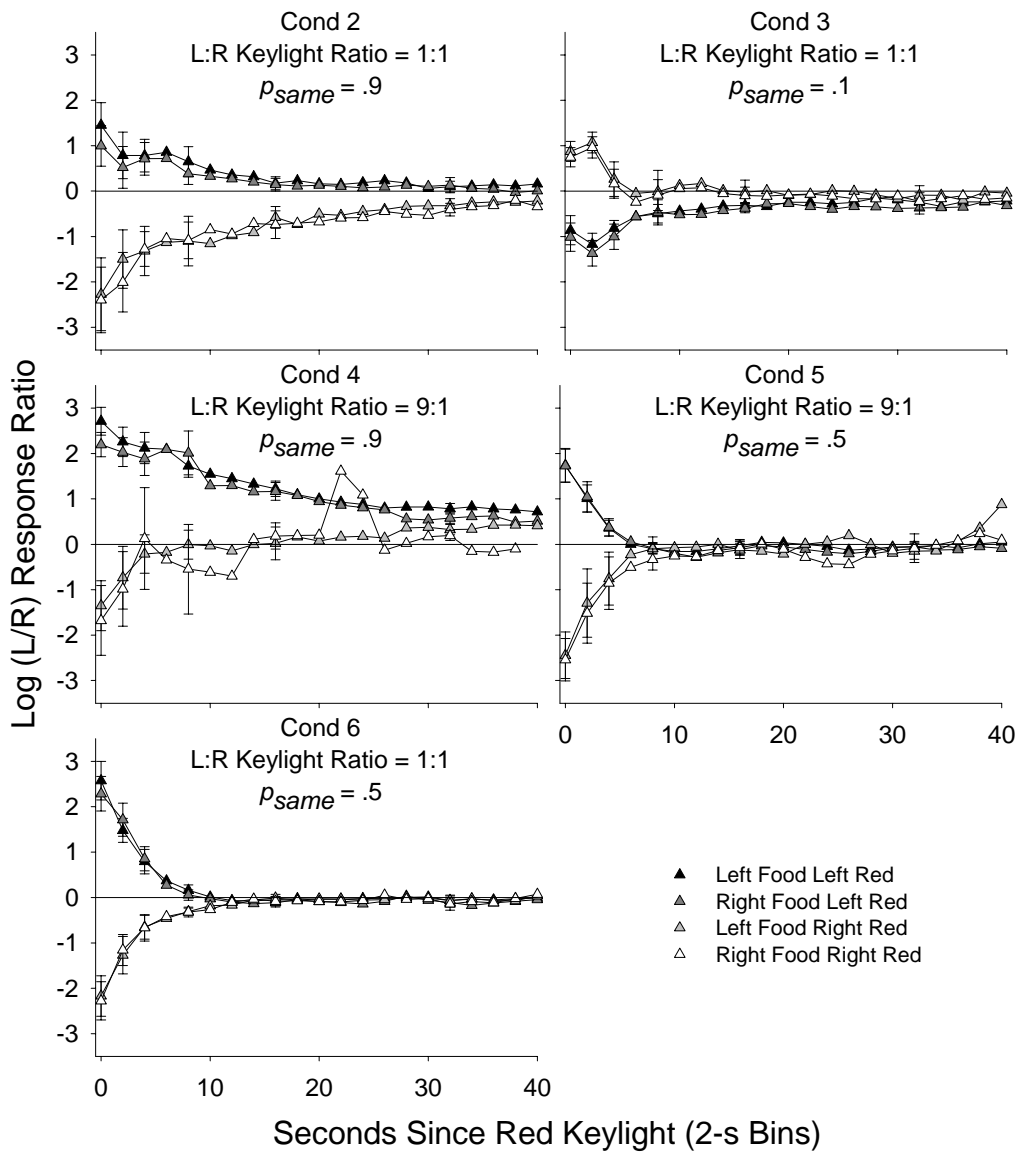 Cond 2
L:R Keylight Ratio = 1:1
psame = .9
3
2
1
0
-1
-2
-3
Cond 3
L:R Keylight Ratio = 1:1
psame = .1
Cond 4
L:R Keylight Ratio = 9:1
psame = .9
3
2
1
0
-1
-2
-3
Cond 5
L:R Keylight Ratio = 9:1
psame = .5
0 10 20 30 40
Log (L/R) Response Ratio
Cond 6
L:R Keylight Ratio = 1:1
psame = .5
3
2
1
0
-1
-2
-3
0 10 20 30 40
Left Food Left Red
Right Food Left Red
Left Food Right Red
Right Food Right Red
Seconds Since Red Keylight (2-s Bins)